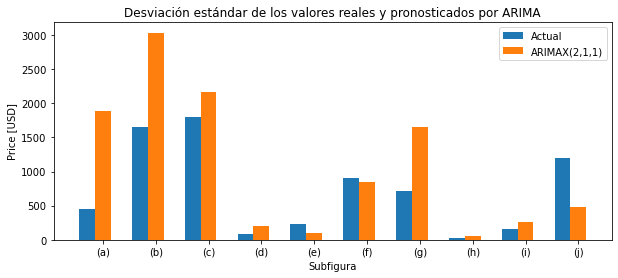 Desviación estándar de los valores reales y pronosticados por ARIMA
Actual
ARIMAX(2,1,1)
Price [USD]
3000
2500
2000
1500
1000
500
0
(a) (b) (c) (d) (e) (f) (g) (h) (i) (j)
Subfigura